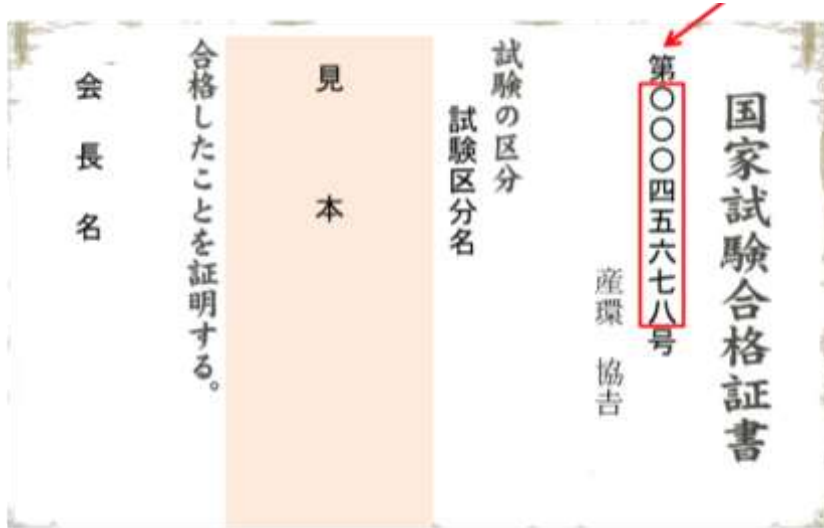 国家試験合格証書
第〇〇〇四五六七八号
産環 協吉
試験の区分
試験区分名
見本
合格したことを証明する。
会長名